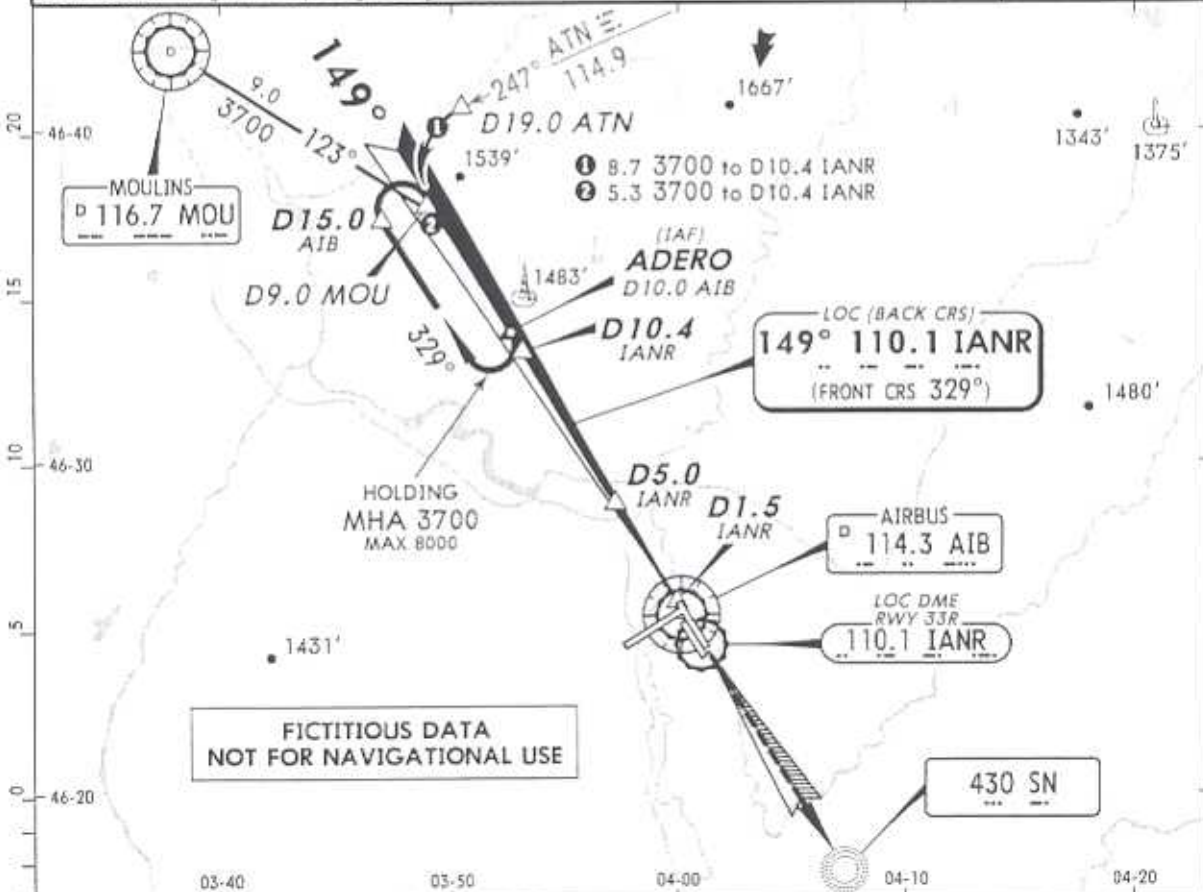 149°
247° ATN
114.9
9.0
3700
123°
D19.0 ATN
1667'
1343'
1375'
1539'
❶ 8.7 3700 to D10.4 IANR
❷ 5.3 3700 to D10.4 IANR
20
46-40
MOULINS
D 116.7 MOU
D15.0
AIB
D9.0 MOU
1483'
(IAF)
ADERO
D10.0 AIB
D10.4
IANR
329°
15
LOC (BACK CRS)
149° 110.1 IANR
(FRONT CRS 329°)
1480'
10
46-30
HOLDING
MHA 3700
MAX 8000
D5.0
IANR
D1.5
IANR
AIRBUS
D 114.3 AIB
LOC DME
RWY 33R
110.1 IANR
5
1431'
FICTITIOUS DATA
NOT FOR NAVIGATIONAL USE
430 SN
0
46-20
03-40
03-50
04-00
04-10
04-20